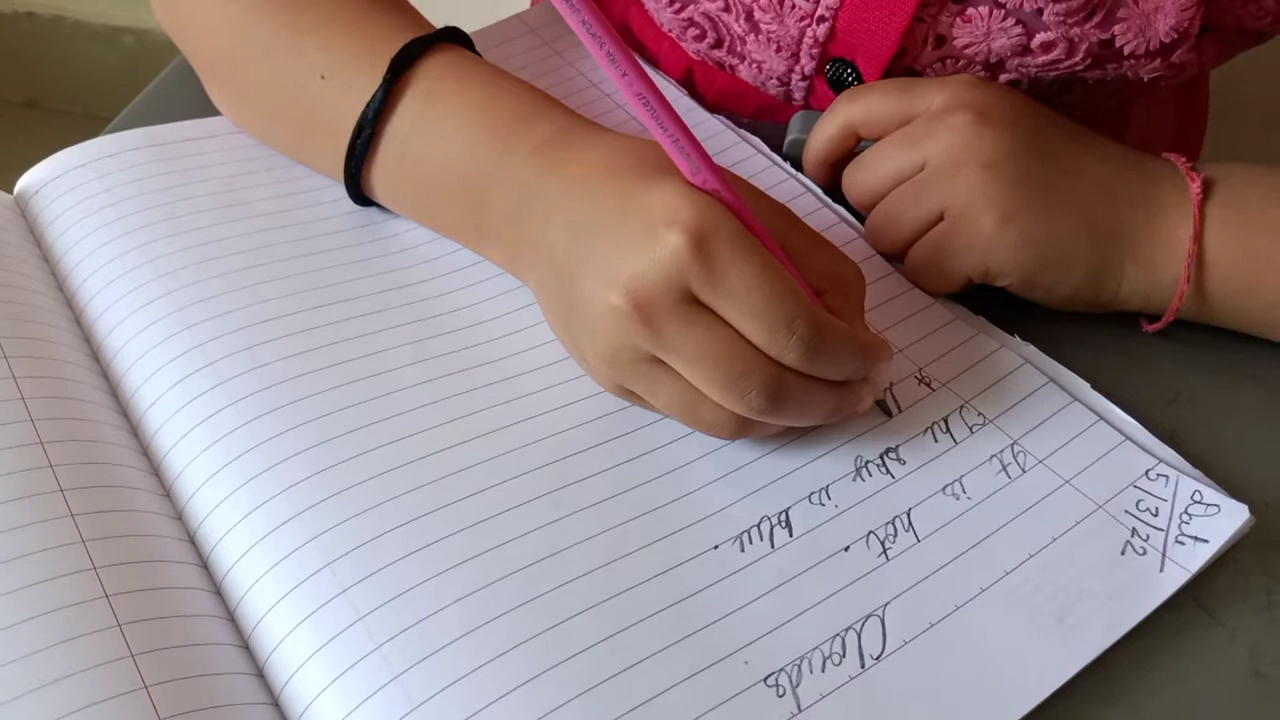 Date
5/3/22
Clouds
It is hot.
The sky is blue.